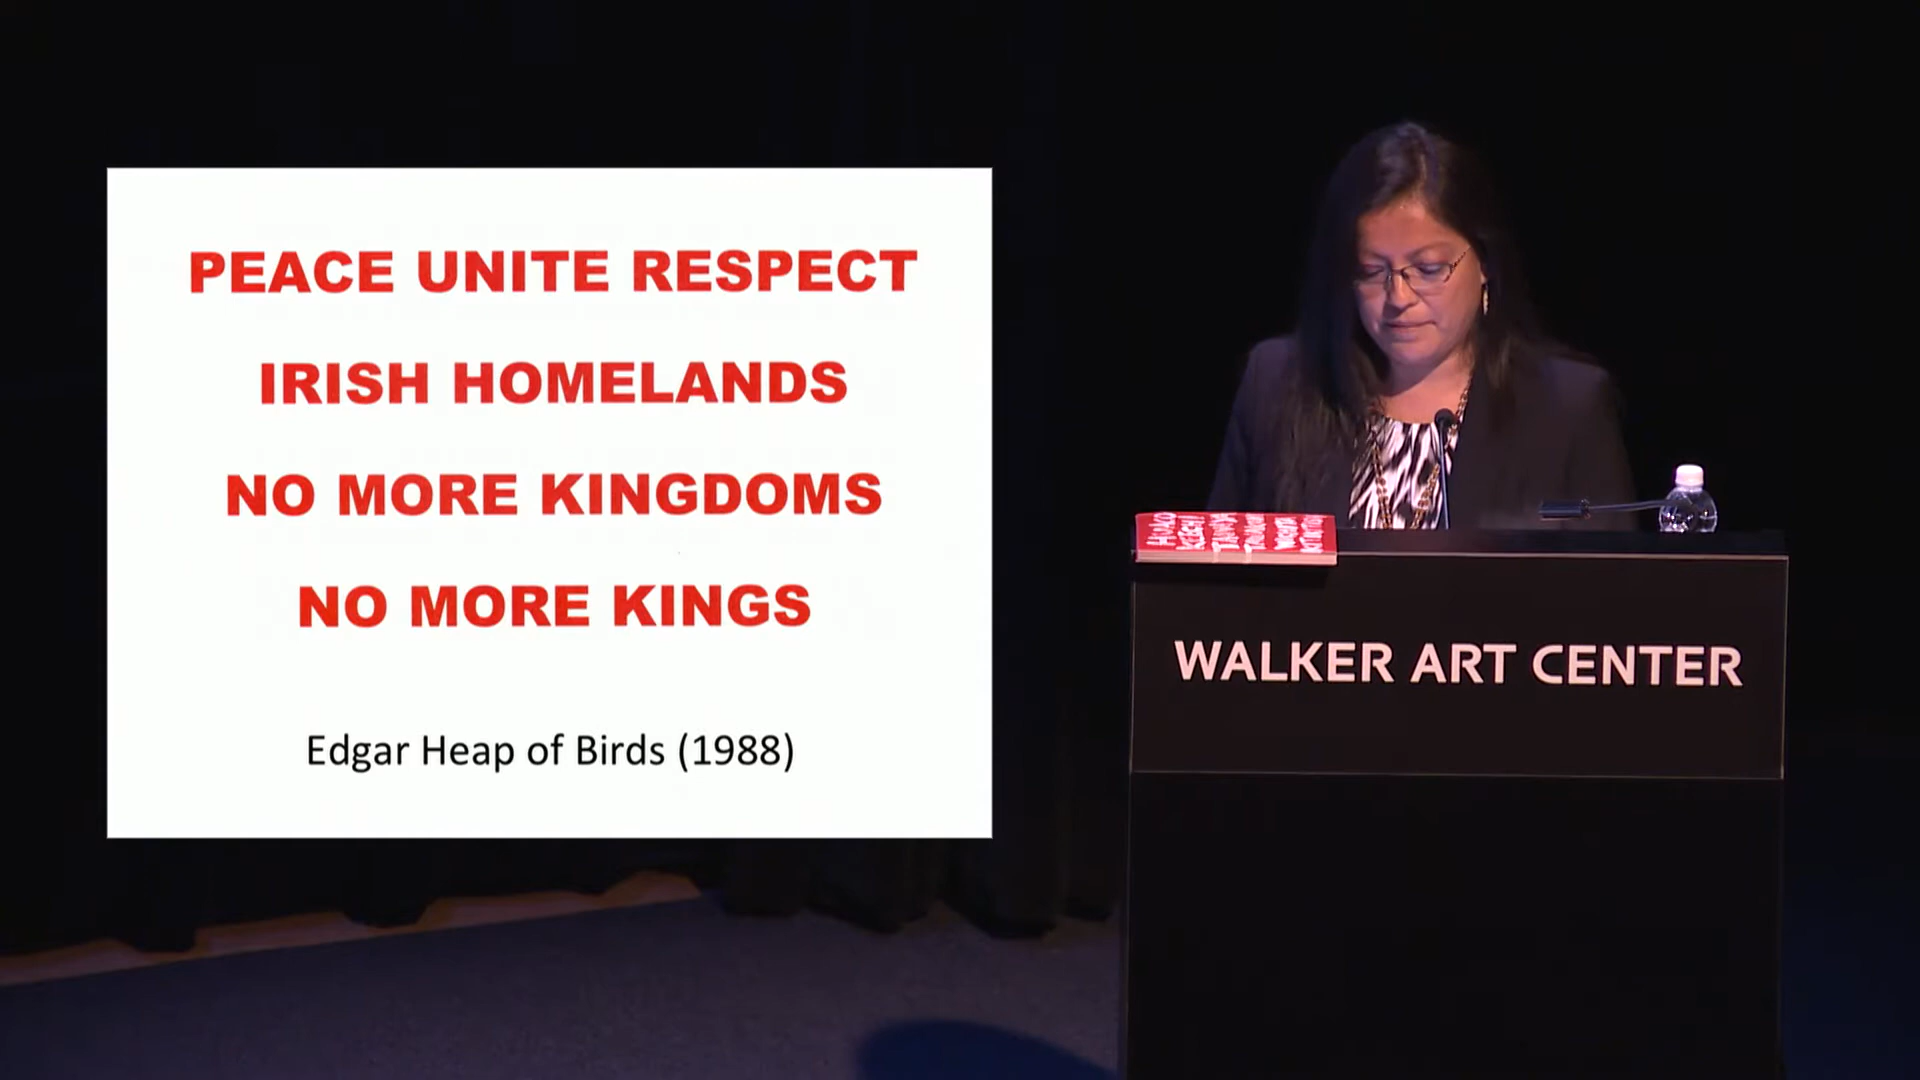 PEACE UNITE RESPECT
IRISH HOMELANDS
NO MORE KINGDOMS
NO MORE KINGS
Edgar Heap of Birds (1988)
WALKER ART CENTER